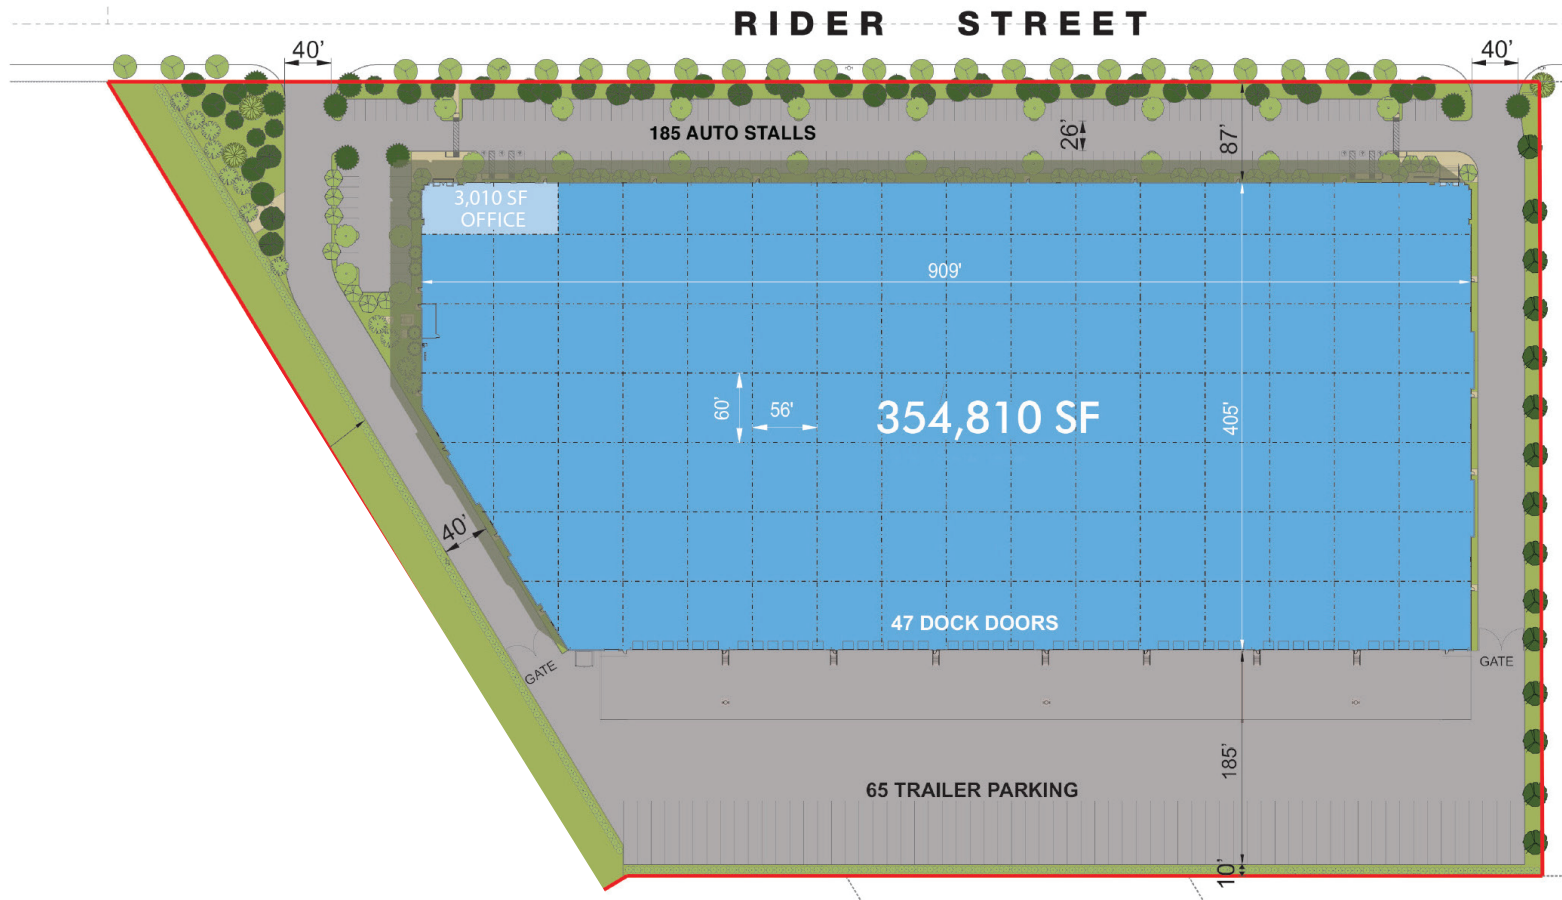 RIDER STREET
40'
40'
185 AUTO STALLS
26'
87'
3,010 SF
OFFICE
909'
60'
56'
354,810 SF
405'
40'
47 DOCK DOORS
GATE
GATE
185'
65 TRAILER PARKING
10'